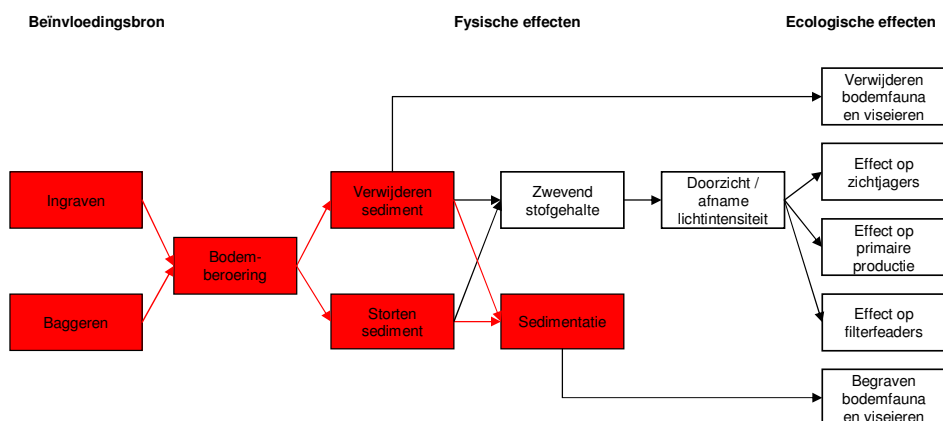 Beïnvloedingsbron
Fysische effecten
Ecologische effecten
Verwijderen
bodemfauna
en viseieren
Ingraven
Verwijderen
sediment
Zwevend
stofgehalte
Doorzicht /
afname
lichtintensiteit
Effect op
zichtjagers
Bodem-
beroering
Effect op
primaire
productie
Baggeren
Storten
sediment
Sedimentatie
Effect op
filterfeaders
Begraven
bodemfauna
en viseieren